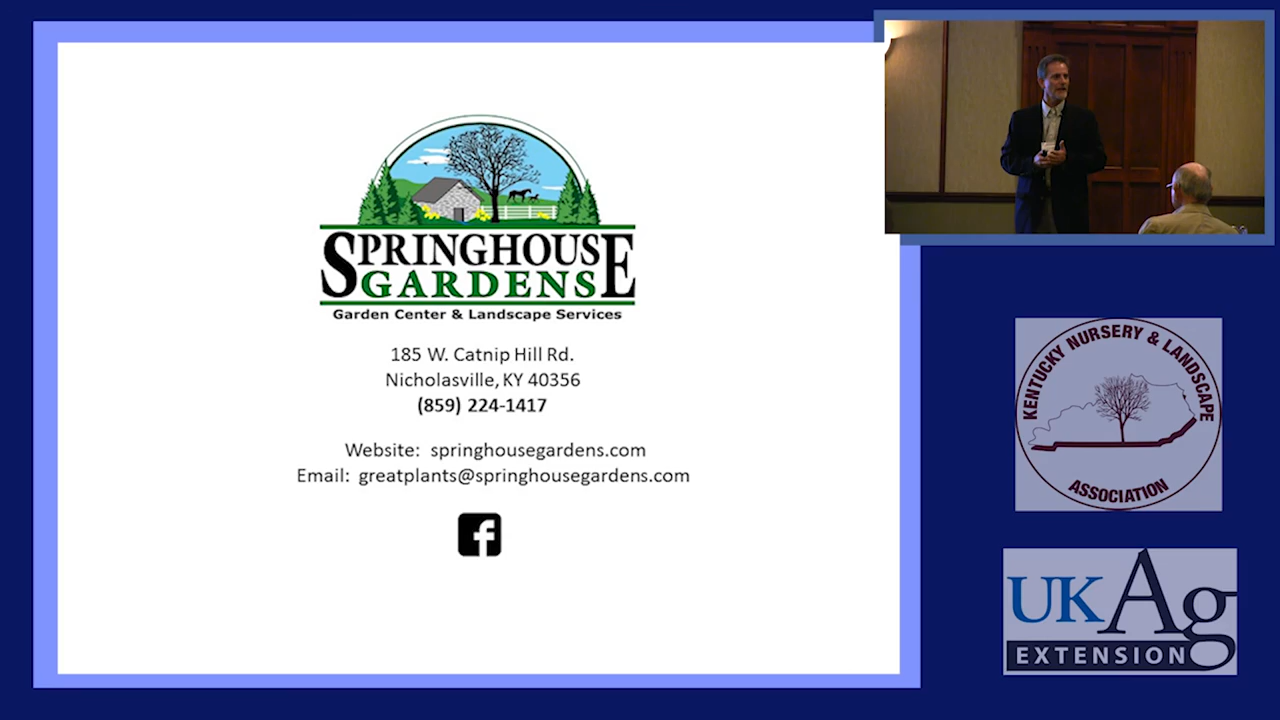 SPRINGHOUSE
GARDENS
Garden Center & Landscape Services
185 W. Catnip Hill Rd.
Nicholasville, KY 40356
(859) 224-1417
Website: springhousegardens.com
Email: greatplants@springhousegardens.com
f
KENTUCKY NURSERY & LANDSCAPE
ASSOCIATION
UKAg
EXTENSION